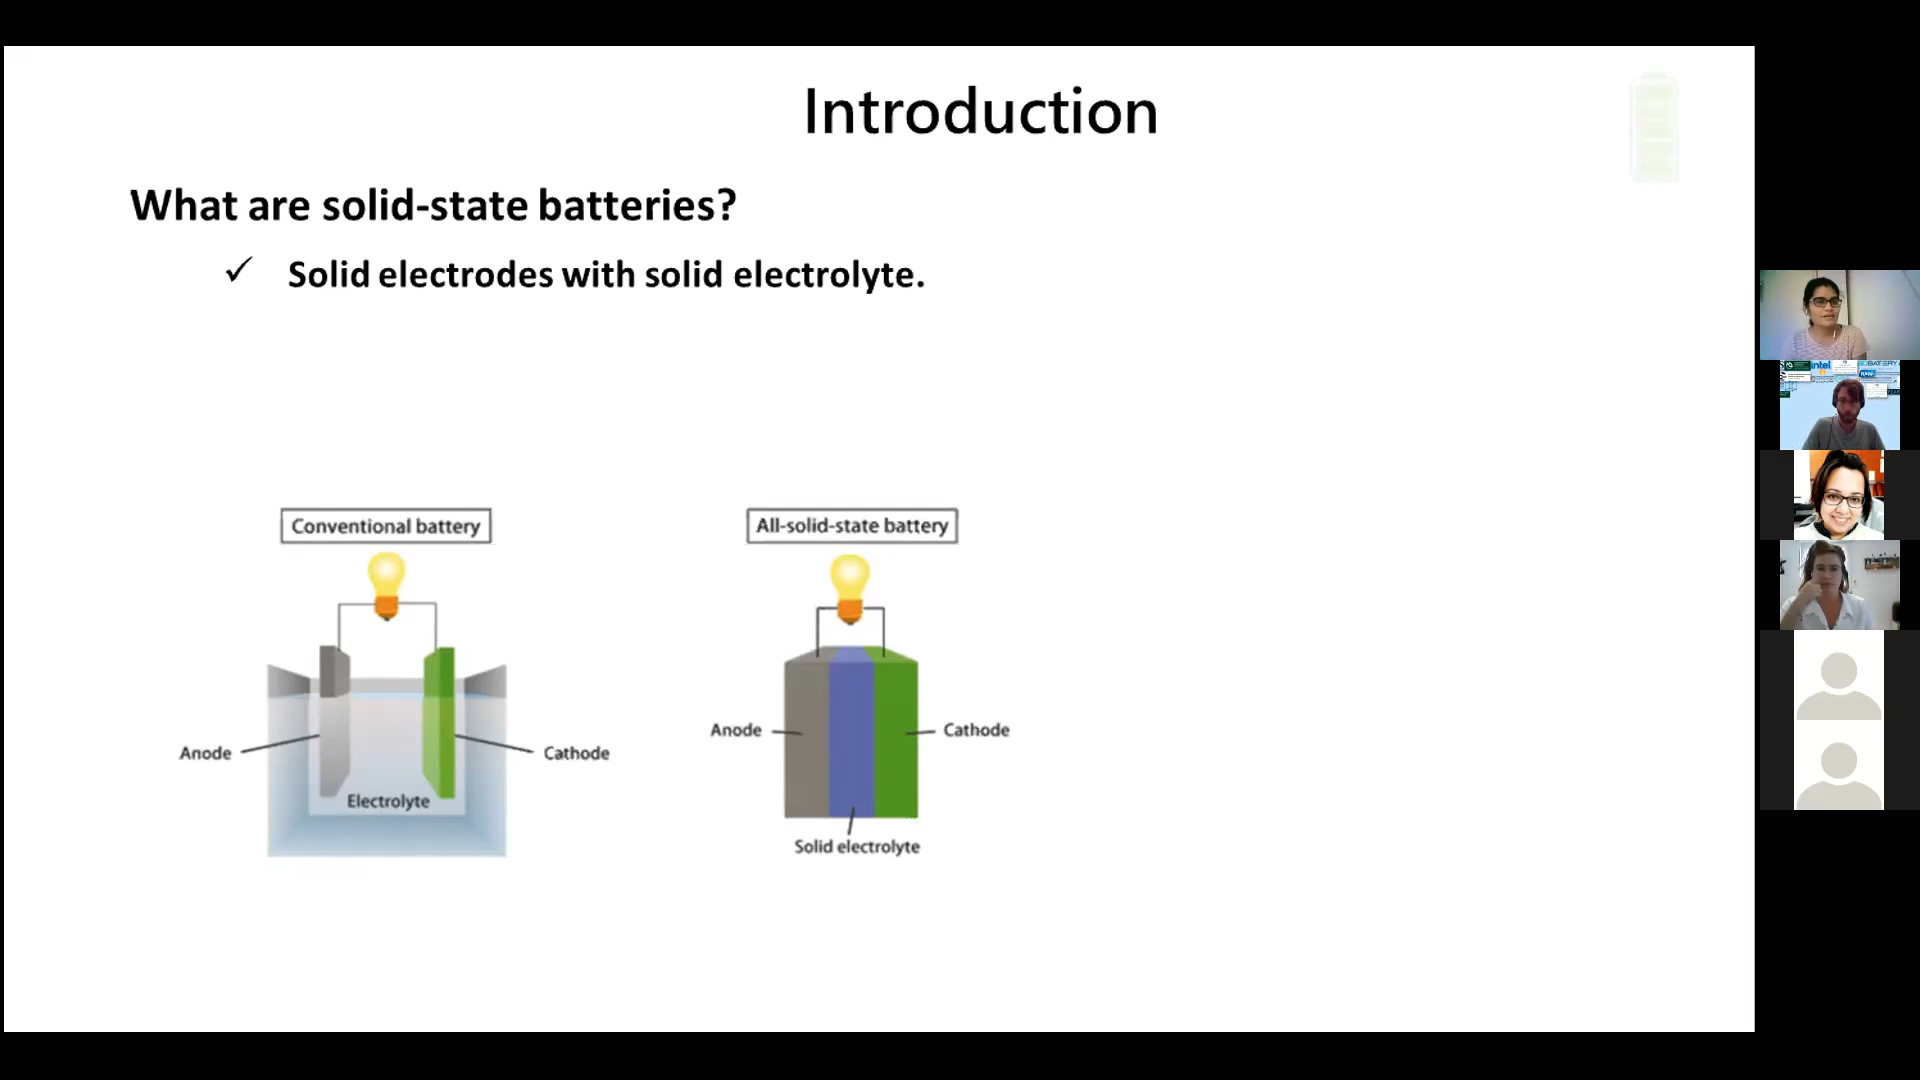 Introduction
What are solid-state batteries?
✓ Solid electrodes with solid electrolyte.
Conventional battery
All-solid-state battery
Anode
Cathode
Electrolyte
Anode
Cathode
Solid electrolyte
intel